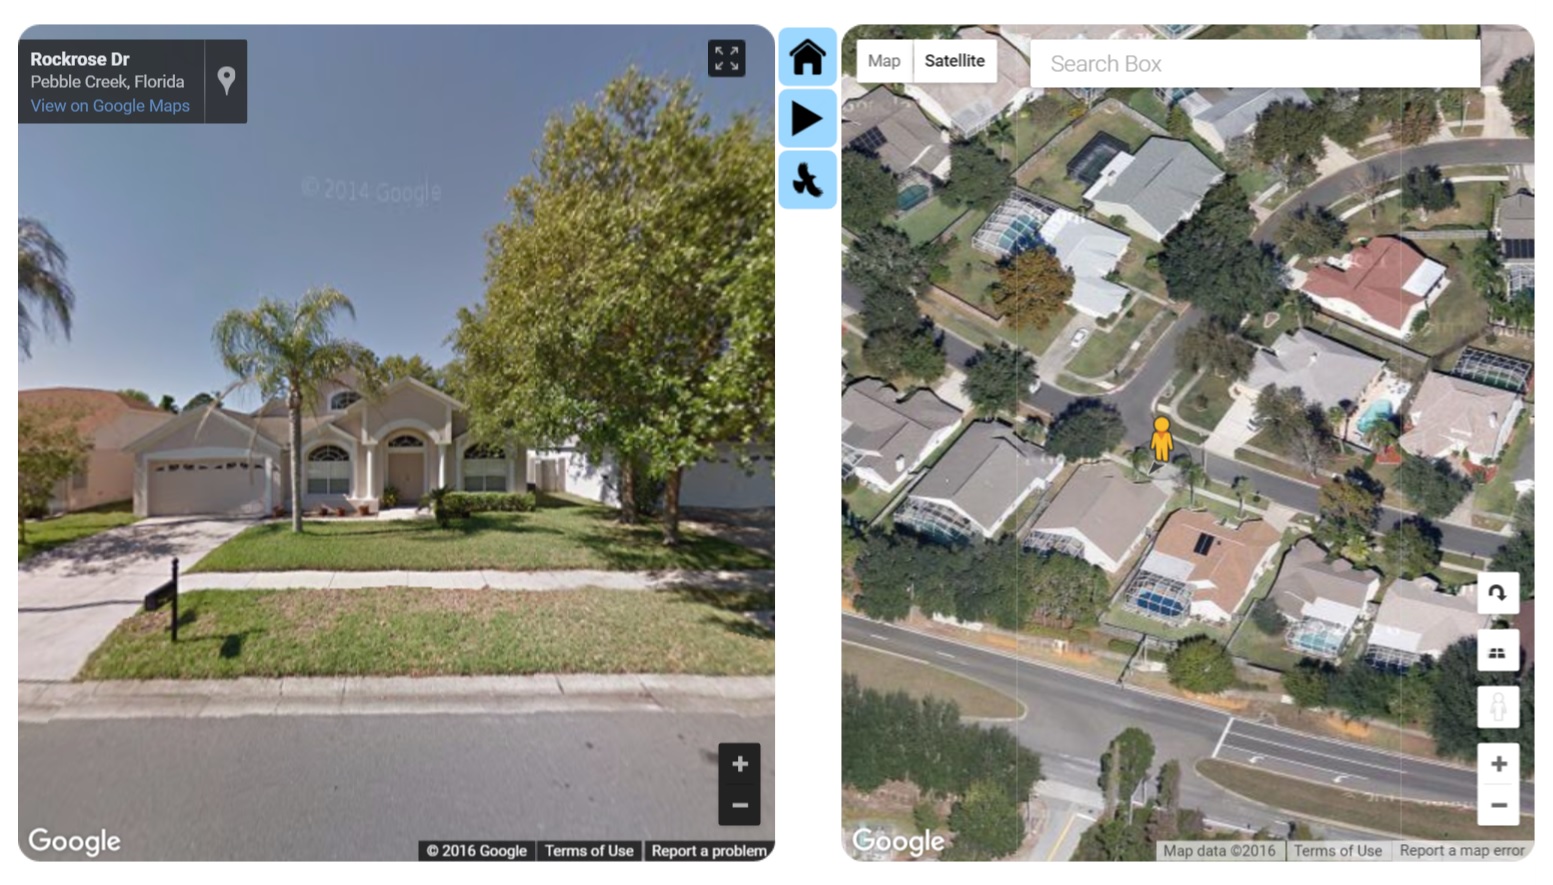 Rockrose Dr
Pebble Creek, Florida
View on Google Maps
© 2014 Google
Google
© 2016 Google Terms of Use Report a problem
Map Satellite Search Box
Google
Map data ©2016 Terms of Use Report a map error